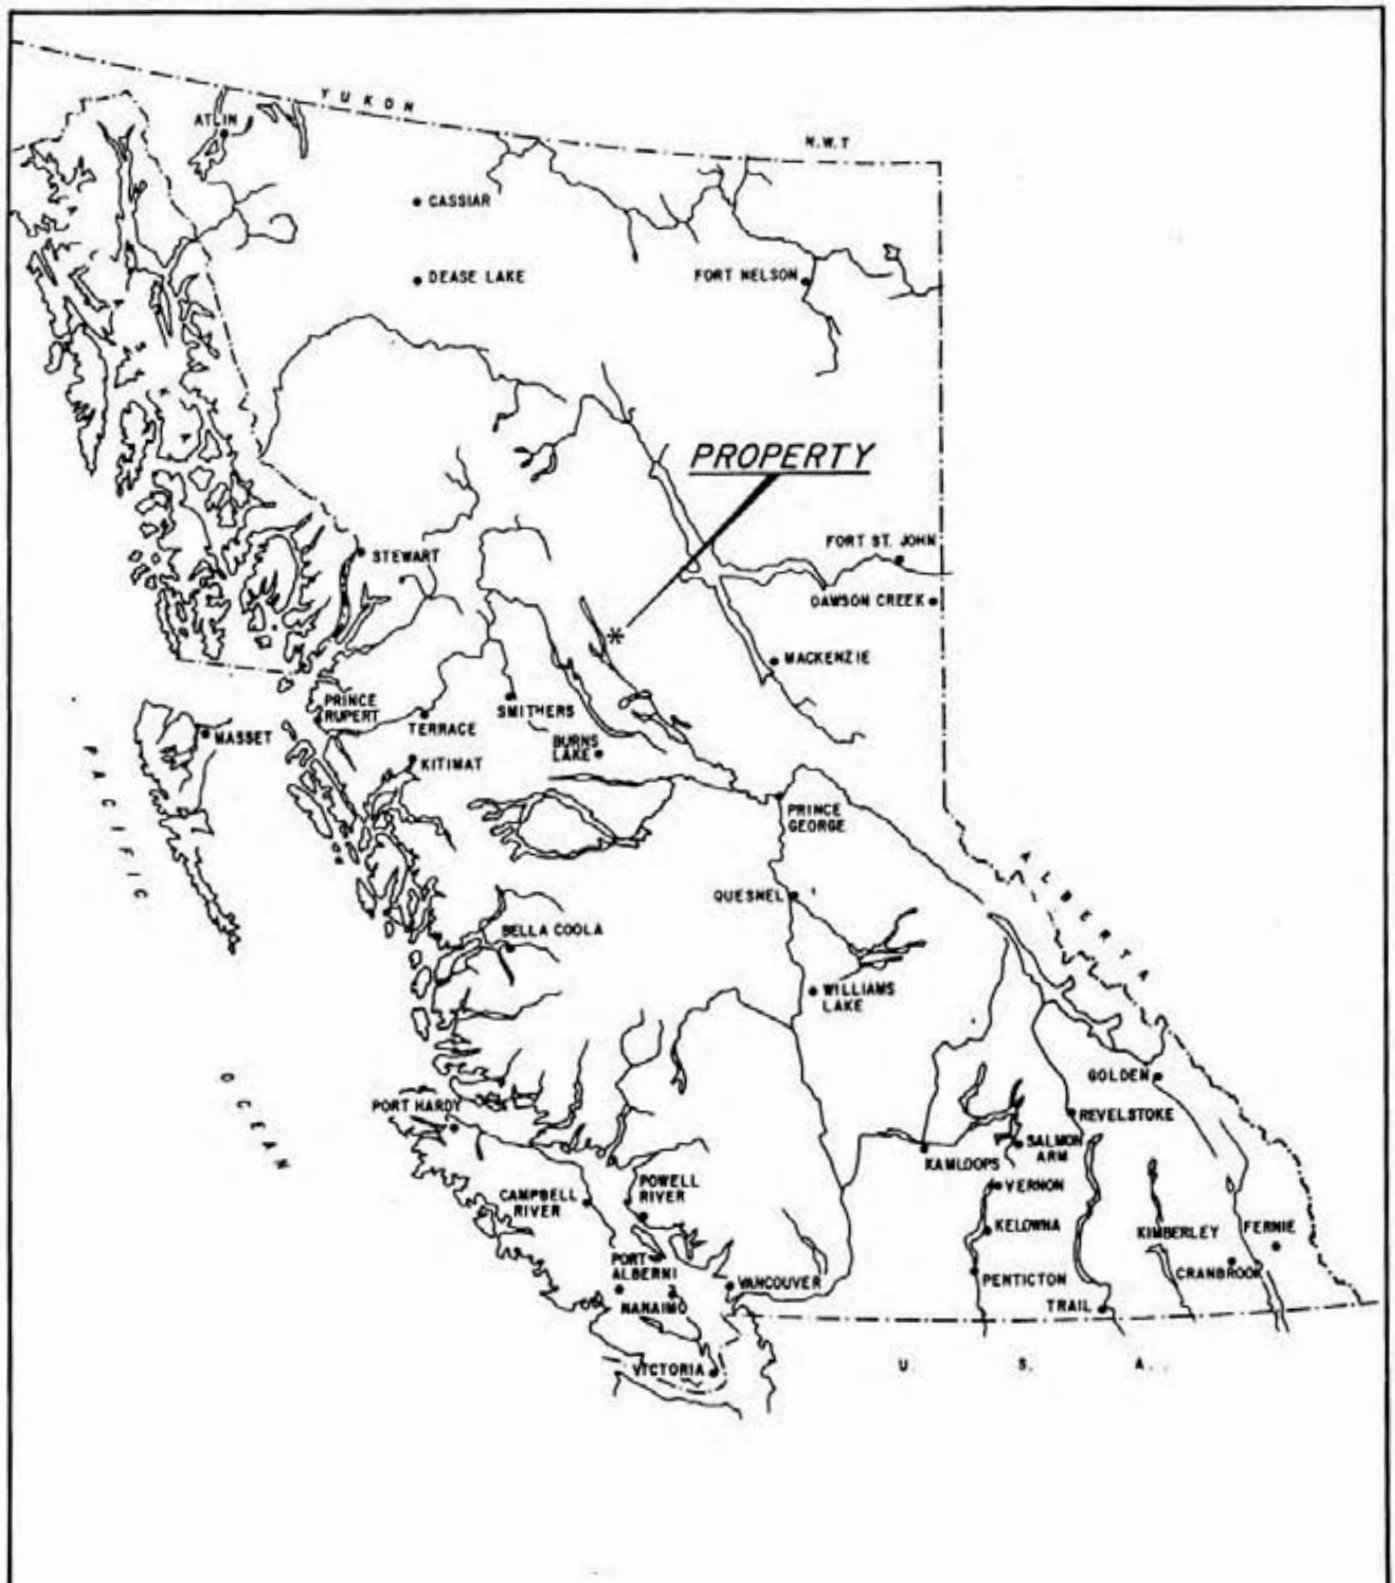 YUKON
N.W.T
ATLIN
CASSIAR
DEASE LAKE
FORT NELSON
ALASKA
PROPERTY
STEWART
FORT ST. JOHN
DAWSON CREEK
MACKENZIE
PRINCE
RUPERT
TERRACE
SMITHERS
MASSET
KITIMAT
BURNS
LAKE
PRINCE
GEORGE
PACIFIC
OCEAN
ALBERTA
QUESNEL
BELLA COOLA
WILLIAMS
LAKE
GOLDEN
PORT HARDY
REVELSTOKE
SALMON
ARM
KAMLOOPS
CAMPBELL
RIVER
POWELL
RIVER
VERNON
KELOWNA
KIMBERLEY
FERNIE
PORT
ALBERNI
VANCOUVER
PENTICTON
CRANBROOK
NANAIMO
TRAIL
VICTORIA
U. S. A.